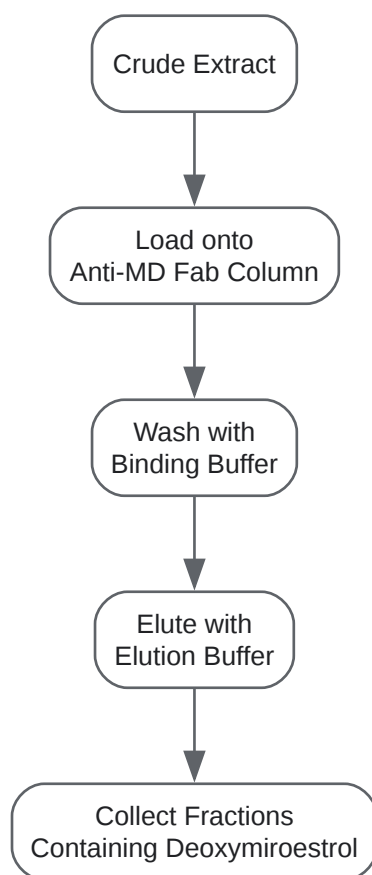 Crude Extract
Load onto
Anti-MD Fab Column
Wash with
Binding Buffer
Elute with
Elution Buffer
Collect Fractions
Containing Deoxymiroestrol